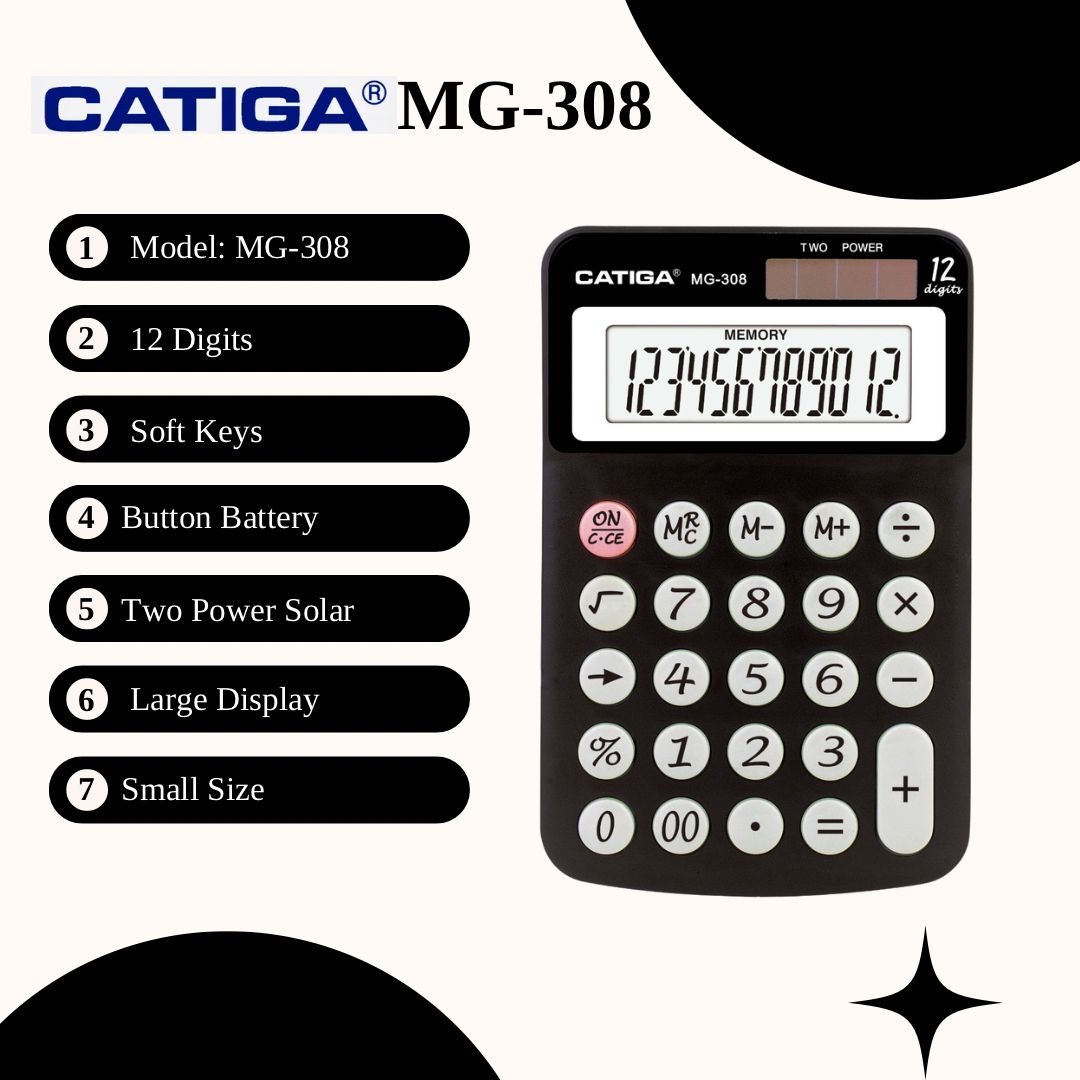 CATIGA® MG-308
1 Model: MG-308
2 12 Digits
3 Soft Keys
4 Button Battery
5 Two Power Solar
6 Large Display
7 Small Size
TWO POWER
CATIGA® MG-308
12
digits
MEMORY
123456789012.
ON MR M- M+ ÷
C·CE C
√ 7 8 9 ×
→ 4 5 6 −
% 1 2 3
+
0 00 · =